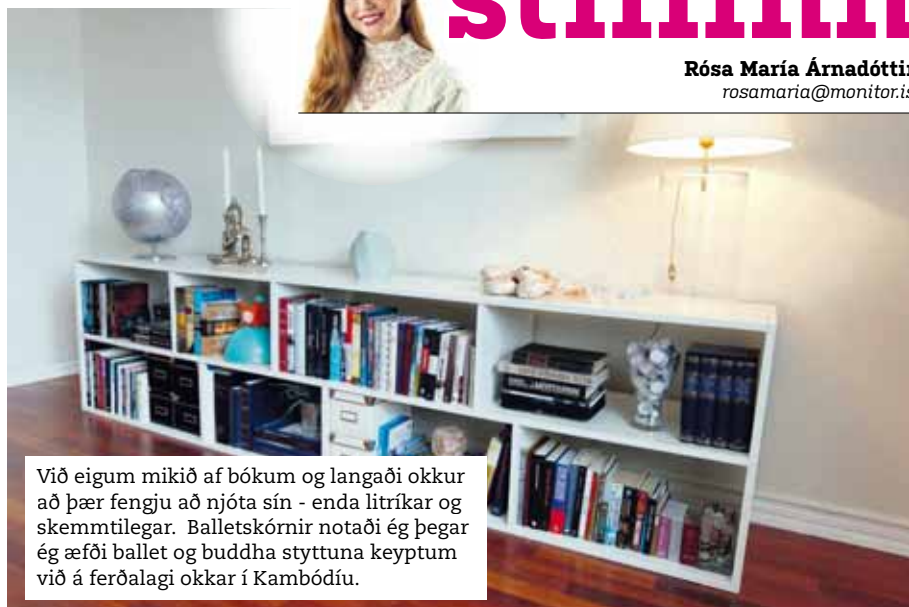 Rósa María Árnadóttir
rosamaria@monitor.is
Við eigum mikið af bókum og langaði okkur
að þær fengju að njóta sín - enda litríkar og
skemmtilegar. Balletskórnir notaði ég þegar
ég æfði ballet og buddha styttuna keyptum
við á ferðalagi okkar í Kambódíu.